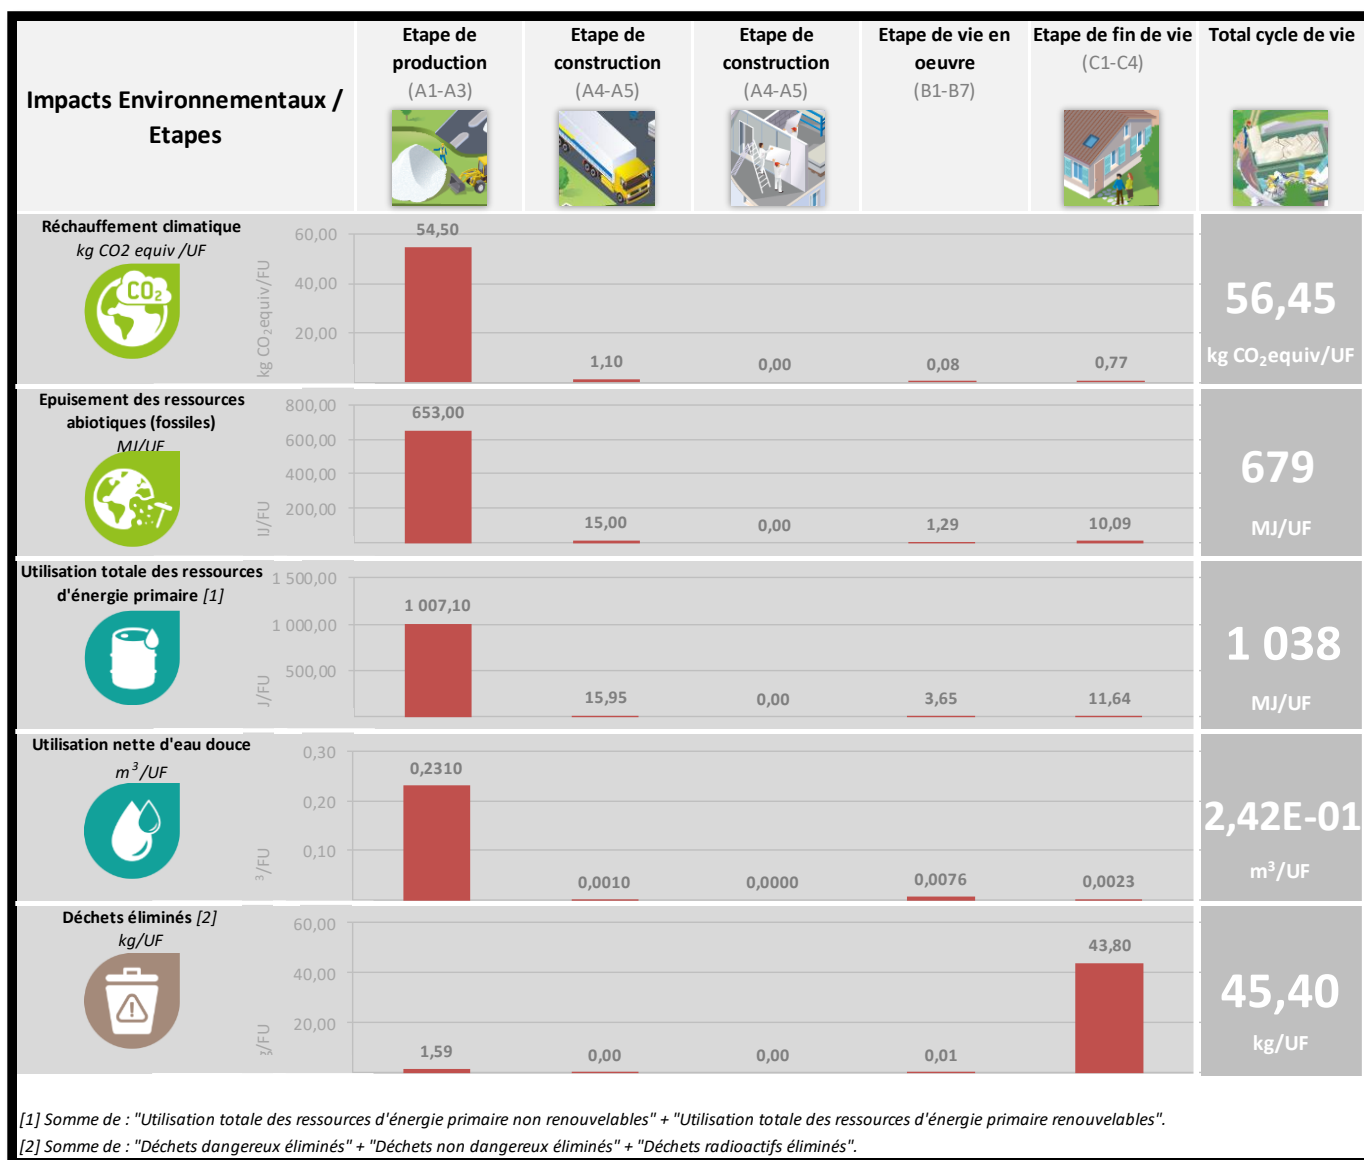 Impacts Environnementaux /
Etapes
Etape de
production
(A1-A3)
Etape de
construction
(A4-A5)
Etape de
construction
(A4-A5)
Etape de vie en
oeuvre
(B1-B7)
Etape de fin de vie
(C1-C4)
Total cycle de vie
Réchauffement climatique
kg CO2 equiv /UF
CO2
kg CO2equiv/FU
60,00
40,00
20,00
54,50
1,10
0,00
0,08
0,77
56,45
kg CO2equiv/UF
Epuisement des ressources
abiotiques (fossiles)
MJ/UF
800,00
600,00
400,00
200,00
653,00
15,00
0,00
1,29
10,09
679
MJ/UF
Utilisation totale des ressources
d'énergie primaire [1]
J/FU
1 500,00
1 000,00
500,00
1 007,10
15,95
0,00
3,65
11,64
1 038
MJ/UF
Utilisation nette d'eau douce
m3/UF
3/FU
0,30
0,20
0,10
0,2310
0,0010
0,0000
0,0076
0,0023
2,42E-01
m3/UF
Déchets éliminés [2]
kg/UF
60,00
40,00
20,00
1,59
0,00
0,00
0,01
43,80
45,40
kg/UF
[1] Somme de : "Utilisation totale des ressources d'énergie primaire non renouvelables" + "Utilisation totale des ressources d'énergie primaire renouvelables".
[2] Somme de : "Déchets dangereux éliminés" + "Déchets non dangereux éliminés" + "Déchets radioactifs éliminés".